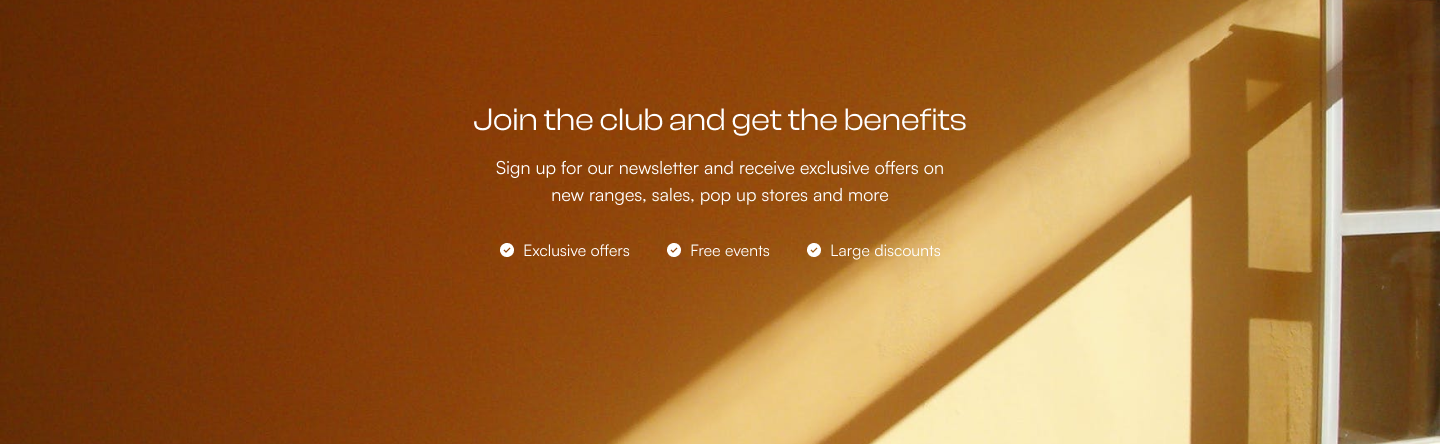 Join the club and get the benefits
Sign up for our newsletter and receive exclusive offers on
new ranges, sales, pop up stores and more
Exclusive offers Free events Large discounts